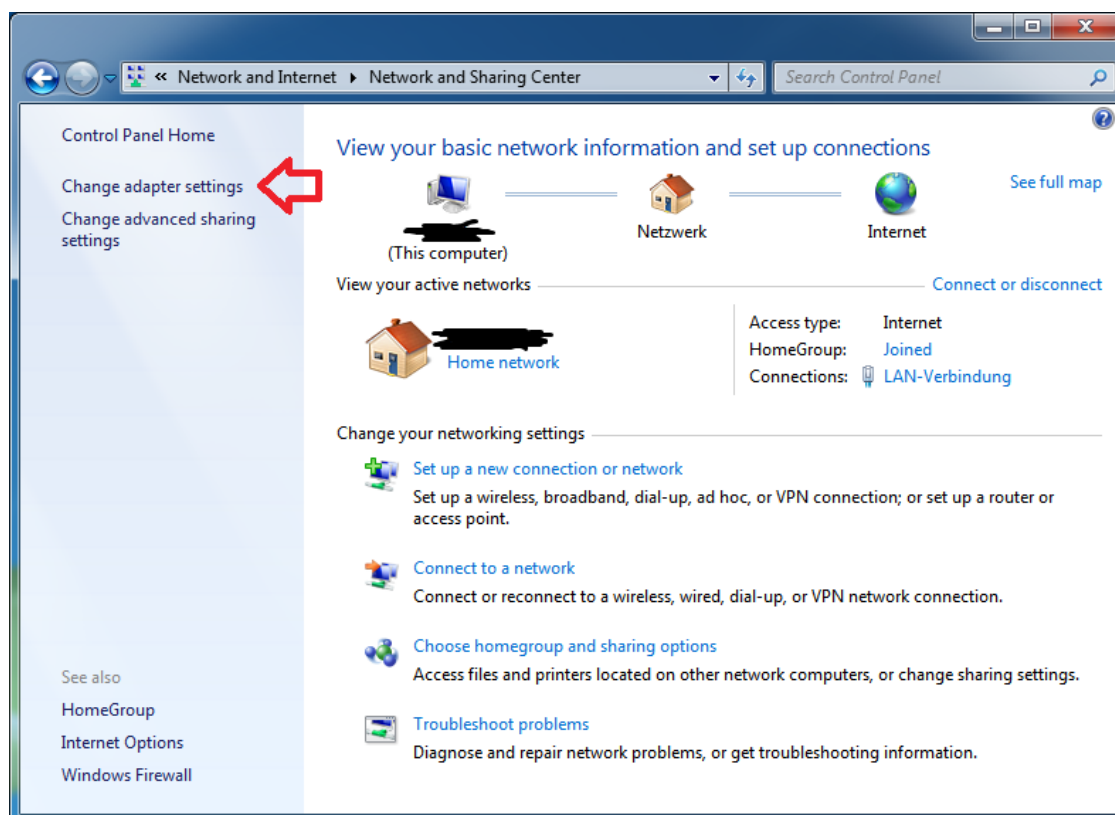 « Network and Internet ▸ Network and Sharing Center
Search Control Panel
Control Panel Home
Change adapter settings
Change advanced sharing
settings
See also
HomeGroup
Internet Options
Windows Firewall
View your basic network information and set up connections
See full map
(This computer)
Netzwerk
Internet
View your active networks
Connect or disconnect
Home network
Access type: Internet
HomeGroup: Joined
Connections: LAN-Verbindung
Change your networking settings
Set up a new connection or network
Set up a wireless, broadband, dial-up, ad hoc, or VPN connection; or set up a router or
access point.
Connect to a network
Connect or reconnect to a wireless, wired, dial-up, or VPN network connection.
Choose homegroup and sharing options
Access files and printers located on other network computers, or change sharing settings.
Troubleshoot problems
Diagnose and repair network problems, or get troubleshooting information.